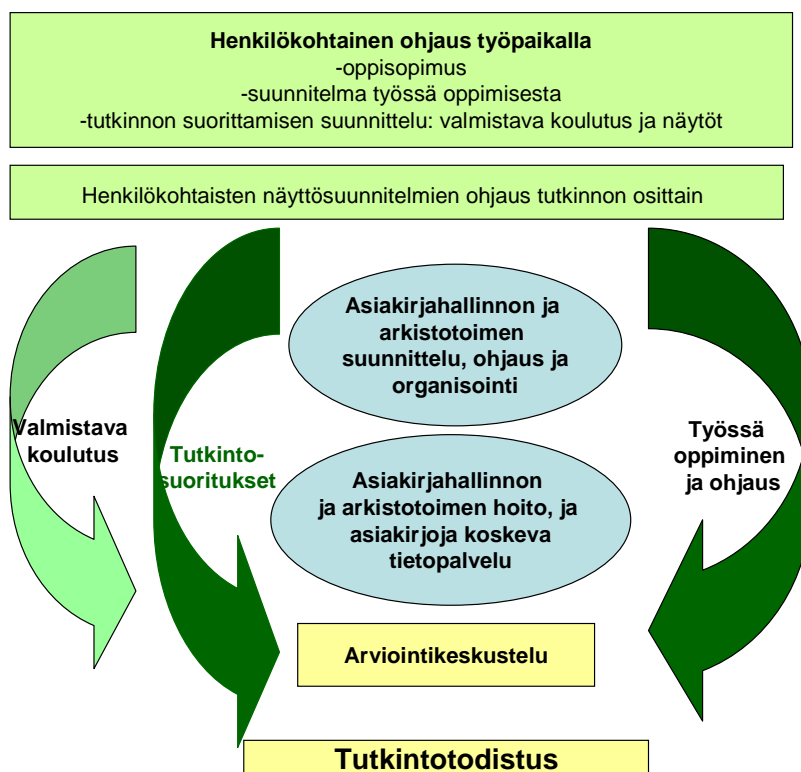 Henkilökohtainen ohjaus työpaikalla
-oppisopimus
-suunnitelma työssä oppimisesta
-tutkinnon suorittamisen suunnittelu: valmistava koulutus ja näytöt
Henkilökohtaisten näyttösuunnitelmien ohjaus tutkinnon osittain
Valmistava
koulutus
Tutkinto-
suoritukset
Asiakirjahallinnon ja
arkistotoimen
suunnittelu, ohjaus ja
organisointi
Asiakirjahallinnon
ja arkistotoimen hoito, ja
asiakirjoja koskeva
tietopalvelu
Työssä
oppiminen
ja ohjaus
Arviointikeskustelu
Tutkintotodistus